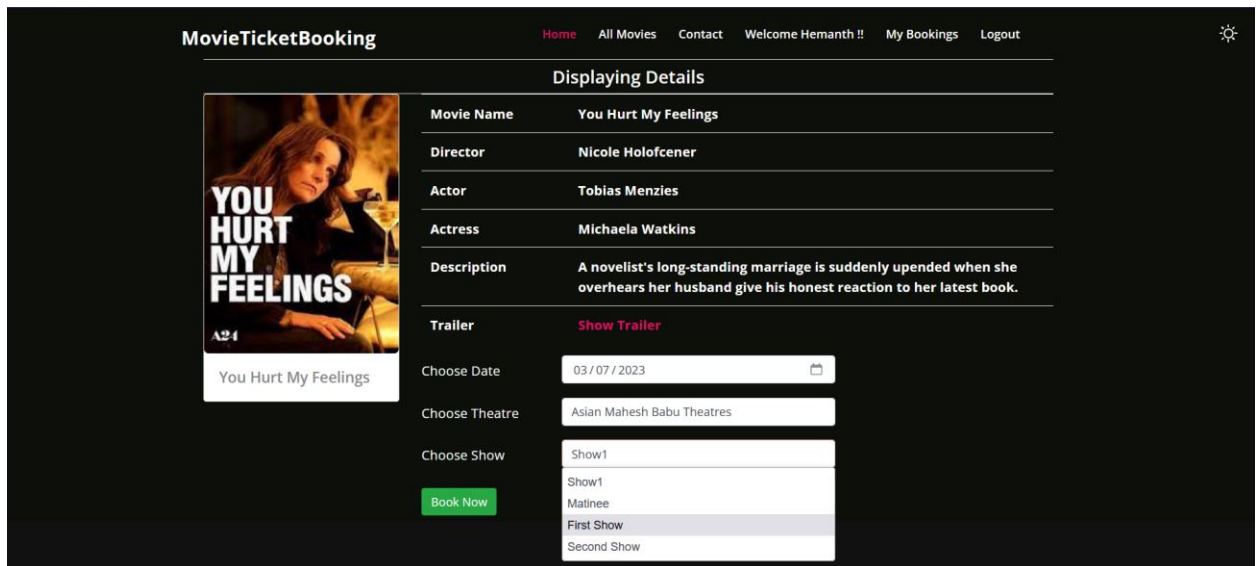 MovieTicketBooking
Home All Movies Contact Welcome Hemanth !! My Bookings Logout
Displaying Details
YOU
HURT
MY
FEELINGS
A24
You Hurt My Feelings
Movie Name You Hurt My Feelings
Director Nicole Holofcener
Actor Tobias Menzies
Actress Michaela Watkins
Description A novelist's long-standing marriage is suddenly upended when she
overhears her husband give his honest reaction to her latest book.
Trailer Show Trailer
Choose Date 03 / 07 / 2023
Choose Theatre Asian Mahesh Babu Theatres
Choose Show Show1
Show1
Matinee
First Show
Second Show
Book Now